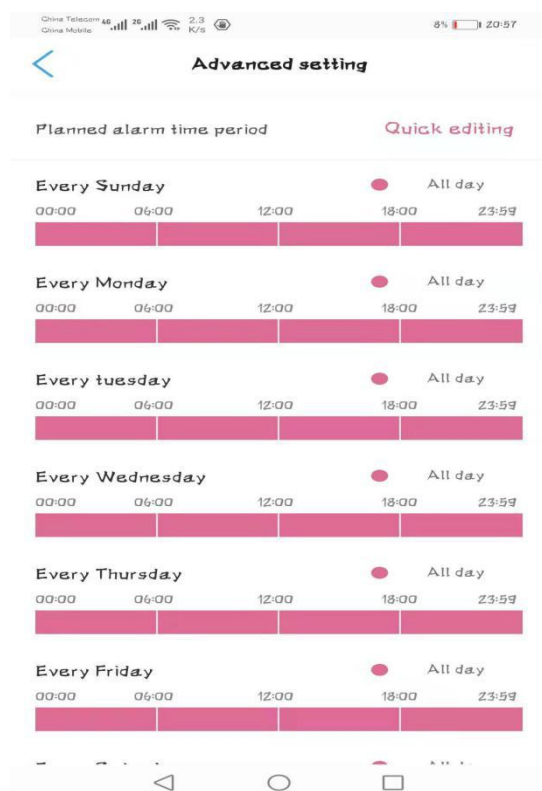 China Telecom 4G 2G 2.3 8% 20:57
China Mobile K/s
Advanced setting
Planned alarm time period Quick editing
Every Sunday All day
00:00 06:00 12:00 18:00 23:59
Every Monday All day
00:00 06:00 12:00 18:00 23:59
Every tuesday All day
00:00 06:00 12:00 18:00 23:59
Every Wednesday All day
00:00 06:00 12:00 18:00 23:59
Every Thursday All day
00:00 06:00 12:00 18:00 23:59
Every Friday All day
00:00 06:00 12:00 18:00 23:59